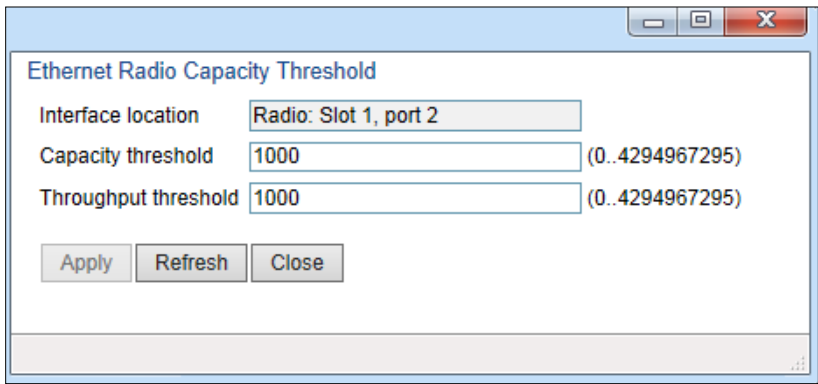 Ethernet Radio Capacity Threshold
Interface location Radio: Slot 1, port 2
Capacity threshold 1000 (0..4294967295)
Throughput threshold 1000 (0..4294967295)
Apply Refresh Close